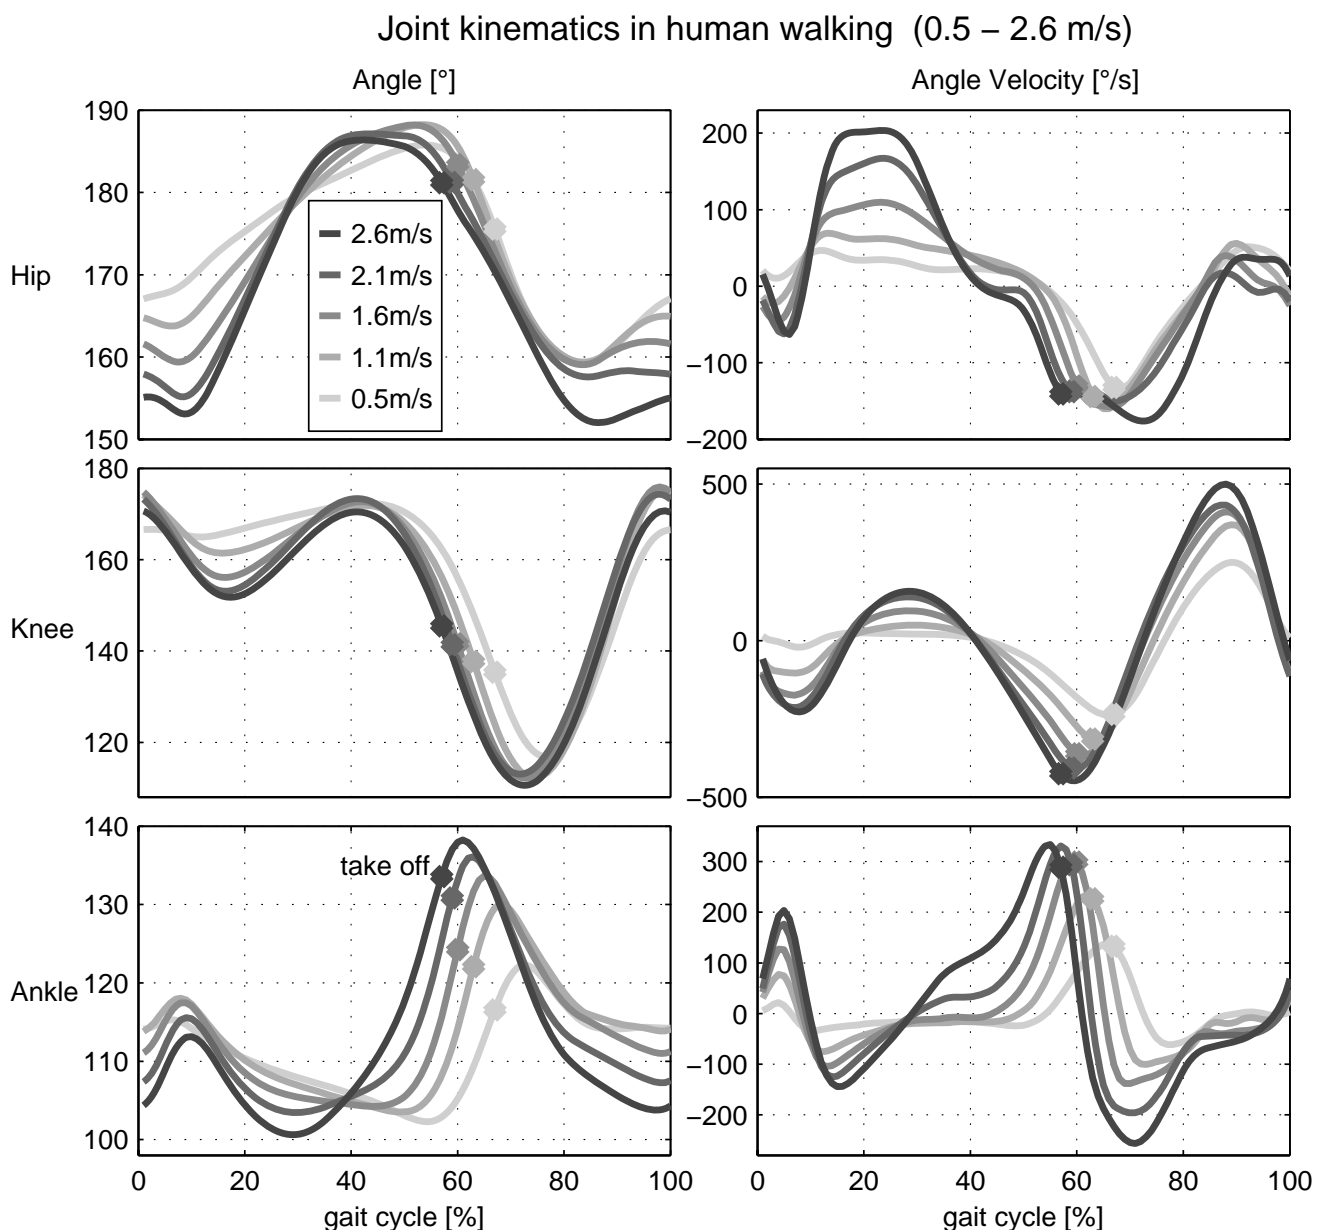 Joint kinematics in human walking (0.5 – 2.6 m/s)
Angle [°]
Angle Velocity [°/s]
Hip
190
180
170
160
150
2.6m/s
2.1m/s
1.6m/s
1.1m/s
0.5m/s
200
100
0
−100
−200
Knee
180
160
140
120
500
0
−500
Ankle
140
130
120
110
100
take off
300
200
100
0
−100
−200
0 20 40 60 80 100
0 20 40 60 80 100
gait cycle [%]
gait cycle [%]